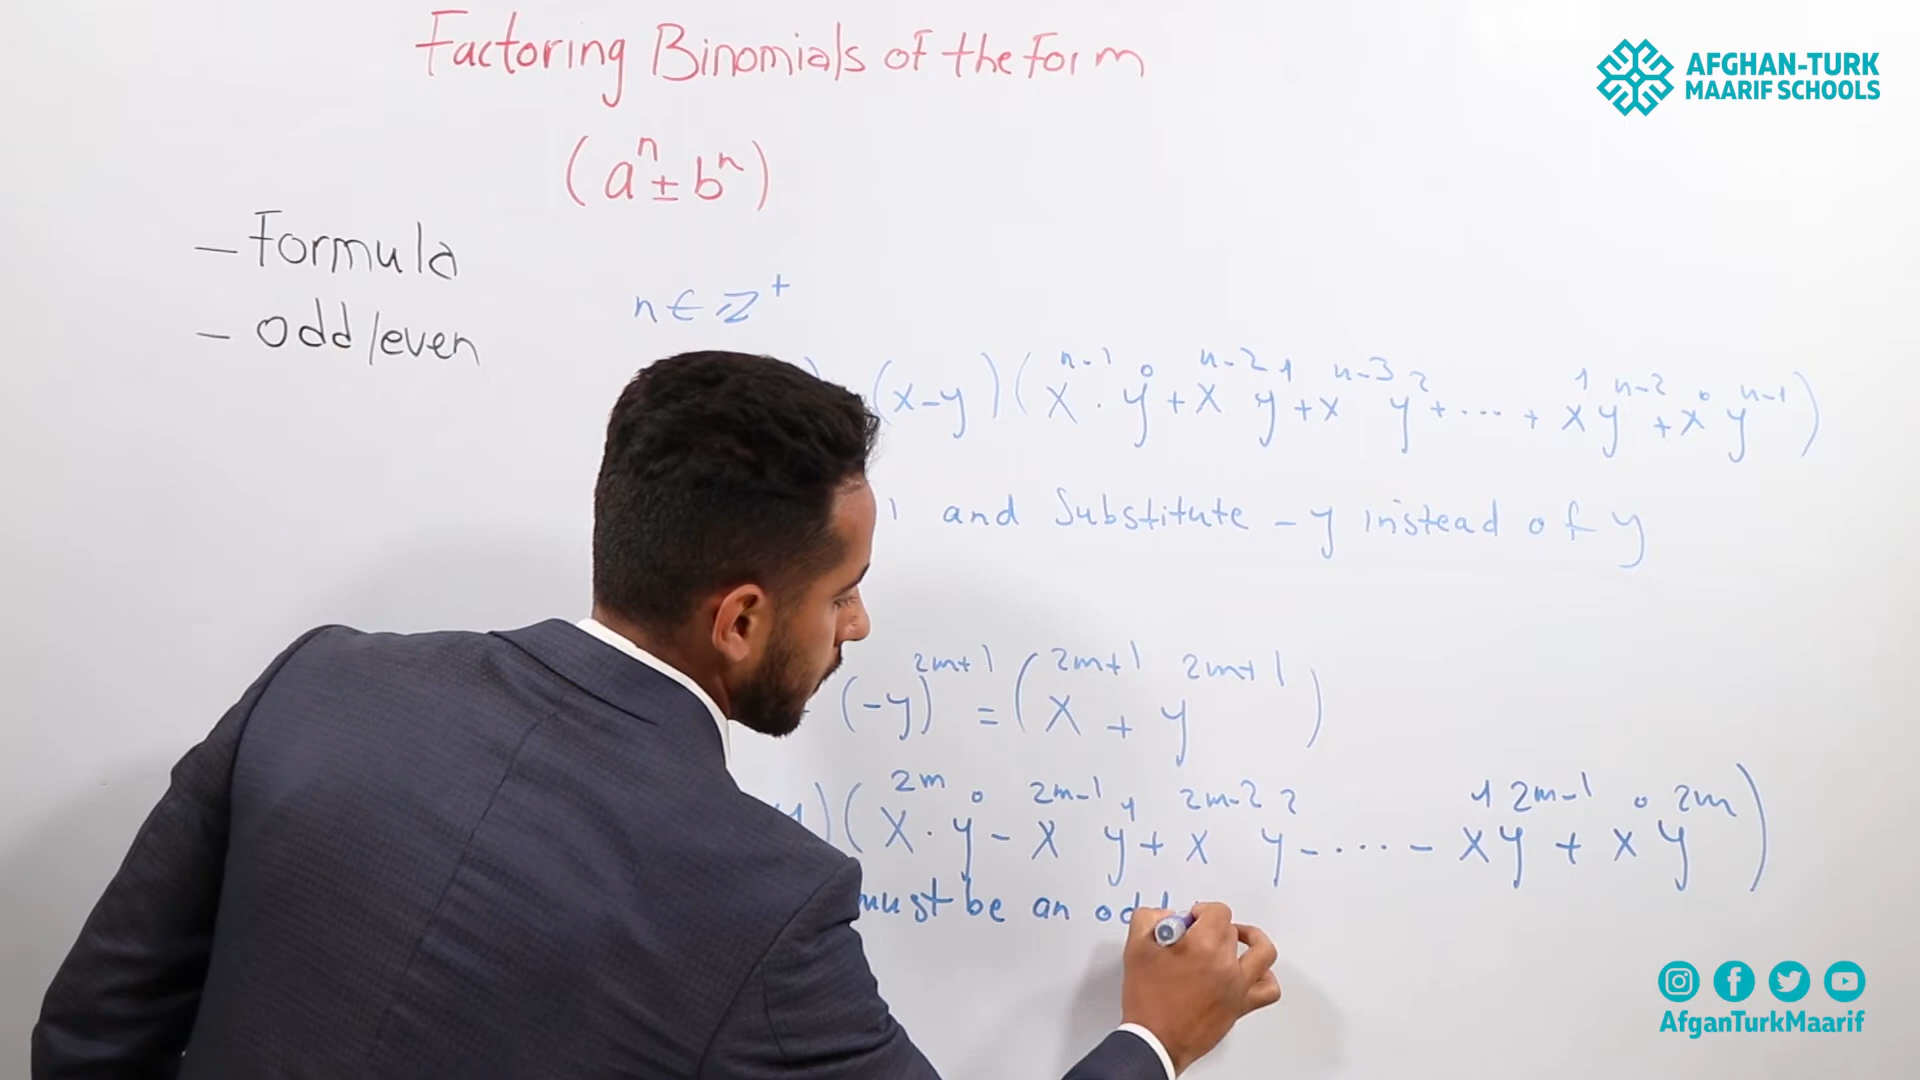 Factoring Binomials of the form
(aⁿ ± bⁿ)
- Formula
- odd/even
n ∈ ℤ⁺
(x-y)(xⁿ⁻¹·y⁰+xⁿ⁻²y¹+xⁿ⁻³y²+···+x¹yⁿ⁻²+x⁰yⁿ⁻¹)
1 and Substitute -y instead of y
(-y)²ᵐ⁺¹ = (x²ᵐ⁺¹ + y²ᵐ⁺¹)
y)(x²ᵐ·y⁰ - x²ᵐ⁻¹y¹ + x²ᵐ⁻²y² - ···· - x¹y²ᵐ⁻¹ + x⁰y²ᵐ)
must be an odd
AFGHAN-TURK
MAARIF SCHOOLS
AfganTurkMaarif